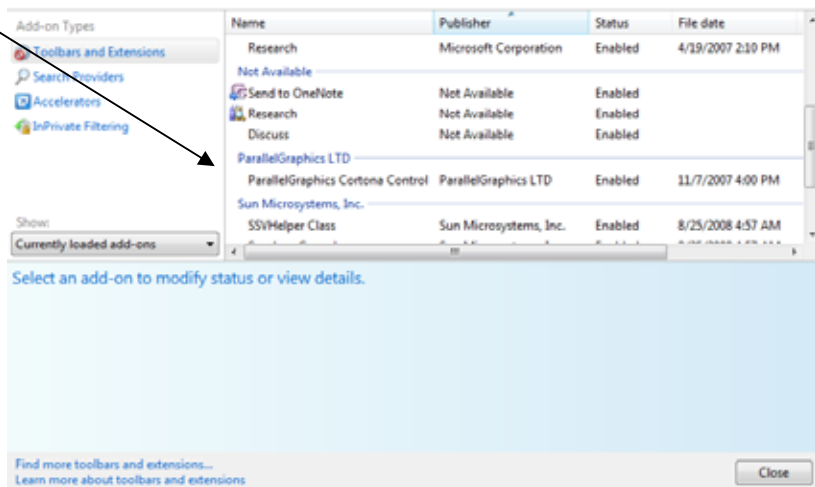 Add-on Types
Toolbars and Extensions
Search Providers
Accelerators
InPrivate Filtering
Show:
Currently loaded add-ons
Name Publisher Status File date
Research Microsoft Corporation Enabled 4/19/2007 2:10 PM
Not Available
Send to OneNote Not Available Enabled
Research Not Available Enabled
Discuss Not Available Enabled
ParallelGraphics LTD
ParallelGraphics Cortona Control ParallelGraphics LTD Enabled 11/7/2007 4:00 PM
Sun Microsystems, Inc.
SSVHelper Class Sun Microsystems, Inc. Enabled 8/25/2008 4:57 AM
Select an add-on to modify status or view details.
Find more toolbars and extensions...
Learn more about toolbars and extensions
Close